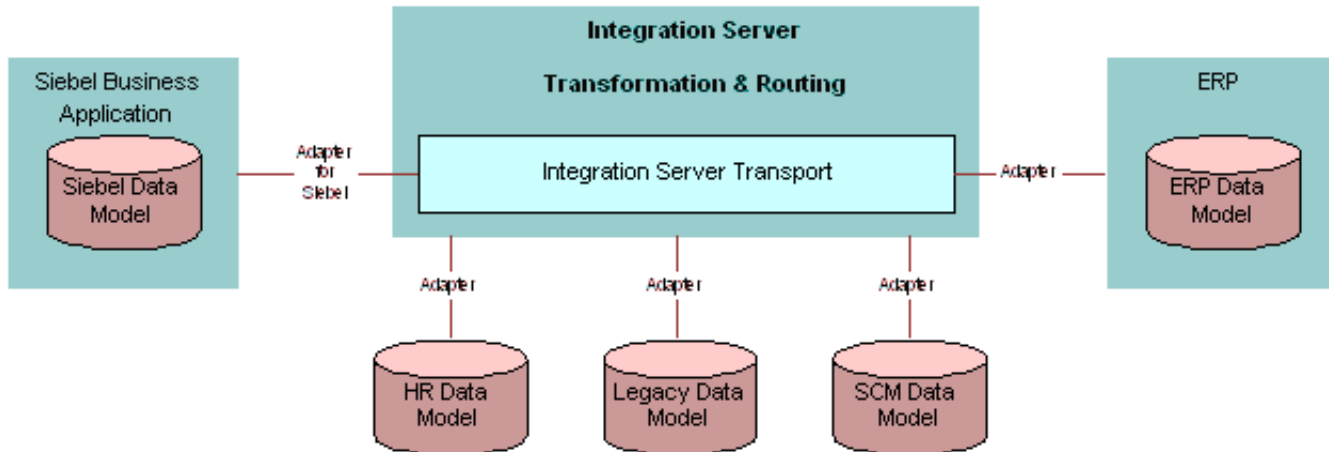 Integration Server
Transformation & Routing
Siebel Business
Application
Siebel Data
Model
Adapter
for
Siebel
Integration Server Transport
Adapter
ERP
ERP Data
Model
Adapter
Adapter
Adapter
HR Data
Model
Legacy Data
Model
SCM Data
Model